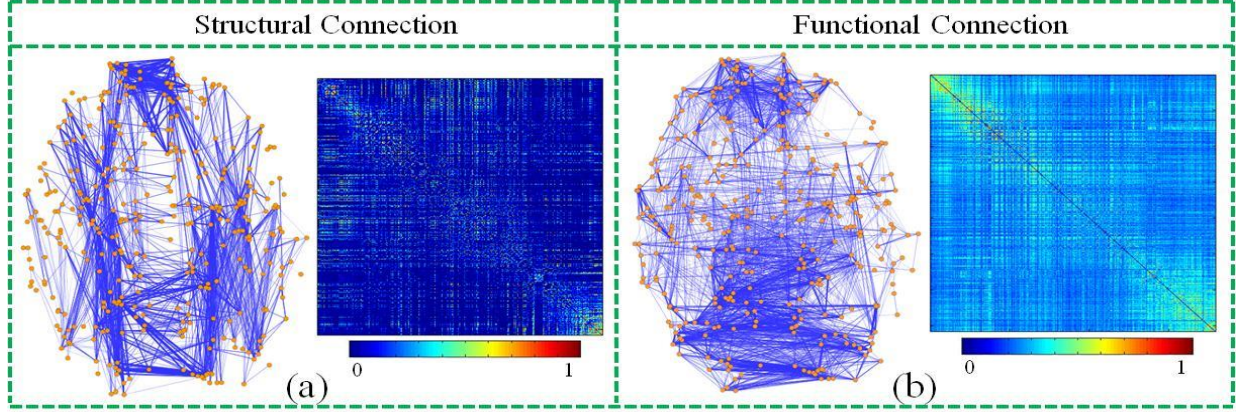 Structural Connection
Functional Connection
0 1
(a)
0 1
(b)